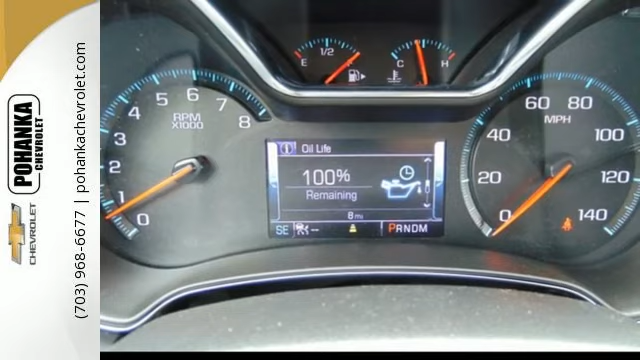 POHANKA
CHEVROLET
CHEVROLET
(703) 968-6677 | pohankachevrolet.com
E 1/2
C H
0 1 2 3 4 5 6 7 8
RPM
X1000
0 20 40 60 80 100 120 140
MPH
Oil Life
100%
Remaining
8 mi
SE -- PRNDM